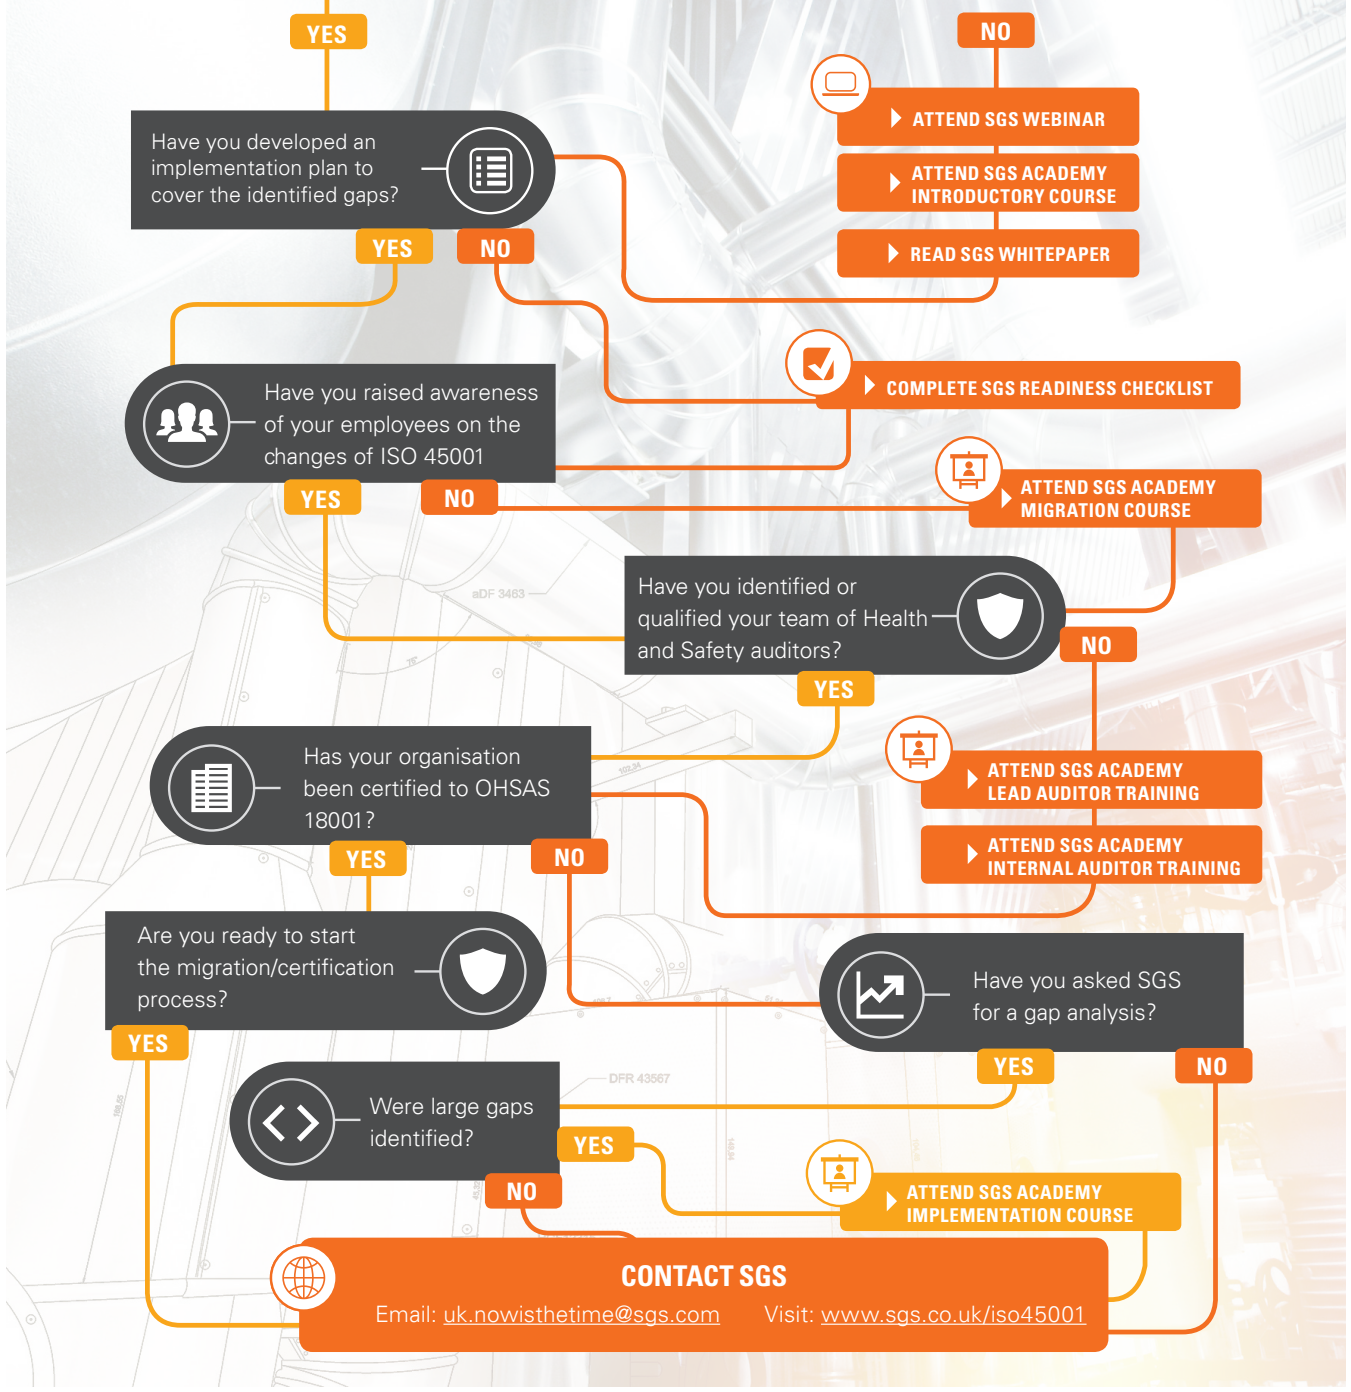 YES
NO
ATTEND SGS WEBINAR
Have you developed an
implementation plan to
cover the identified gaps?
ATTEND SGS ACADEMY
INTRODUCTORY COURSE
YES
NO
READ SGS WHITEPAPER
Have you raised awareness
of your employees on the
changes of ISO 45001
COMPLETE SGS READINESS CHECKLIST
YES
NO
ATTEND SGS ACADEMY
MIGRATION COURSE
aDF 3463
Have you identified or
qualified your team of Health
and Safety auditors?
NO
YES
Has your organisation
been certified to OHSAS
18001?
102,34
ATTEND SGS ACADEMY
LEAD AUDITOR TRAINING
YES
NO
ATTEND SGS ACADEMY
INTERNAL AUDITOR TRAINING
Are you ready to start
the migration/certification
process?
Have you asked SGS
for a gap analysis?
YES
YES
NO
DFR 43567
Were large gaps
identified?
YES
NO
ATTEND SGS ACADEMY
IMPLEMENTATION COURSE
CONTACT SGS
Email: uk.nowisthetime@sgs.com Visit: www.sgs.co.uk/iso45001